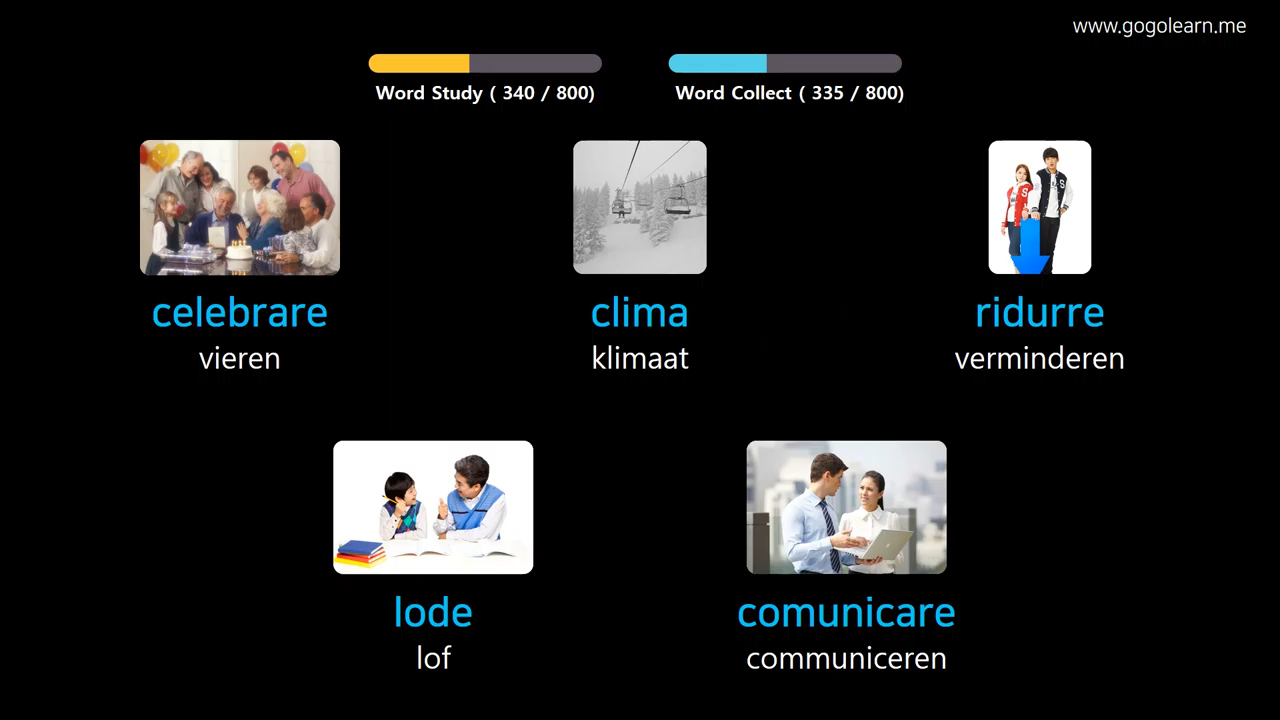 www.gogolearn.me
Word Study ( 340 / 800)
Word Collect ( 335 / 800)
celebrare
vieren
clima
klimaat
ridurre
verminderen
lode
lof
comunicare
communiceren